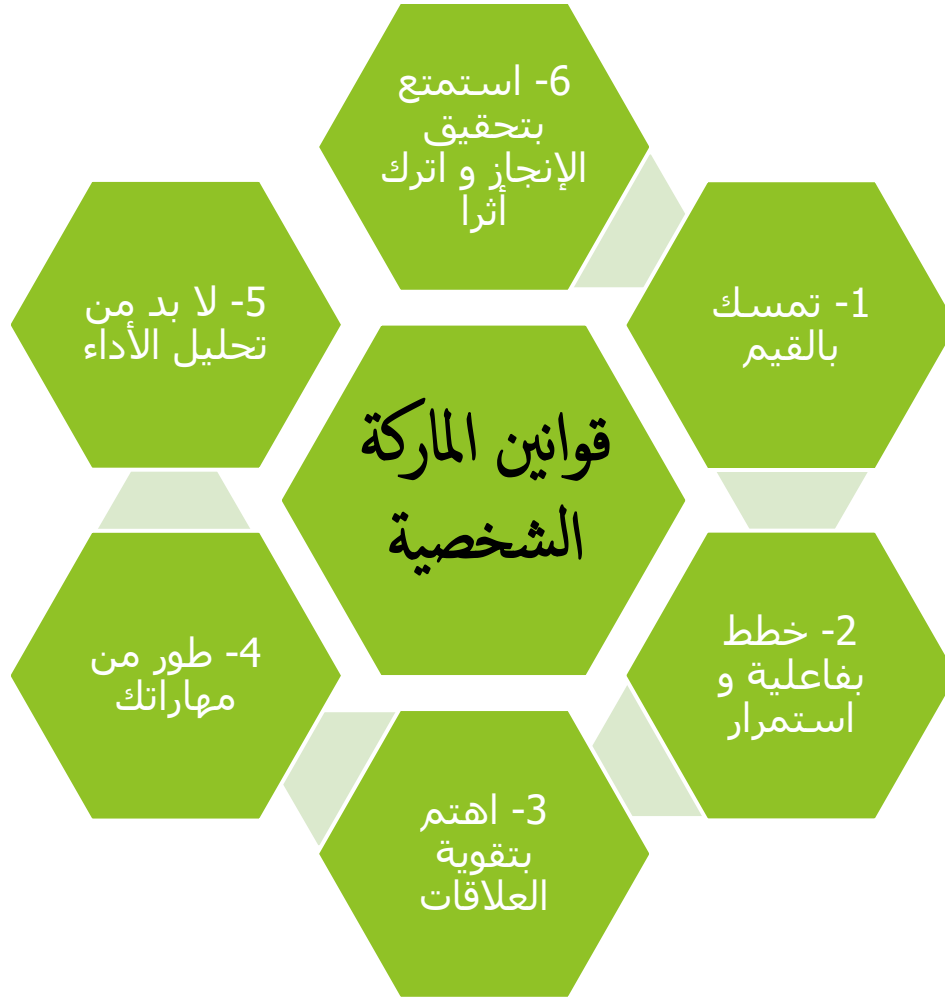 قوانين الماركة
الشخصية
1- تمسك
بالقيم
2- خطط
بفاعلية و
استمرار
3- اهتم
بتقوية
العلاقات
4- طور من
مهاراتك
5- لا بد من
تحليل الأداء
6- استمتع
بتحقيق
الإنجاز و اترك
أثرا